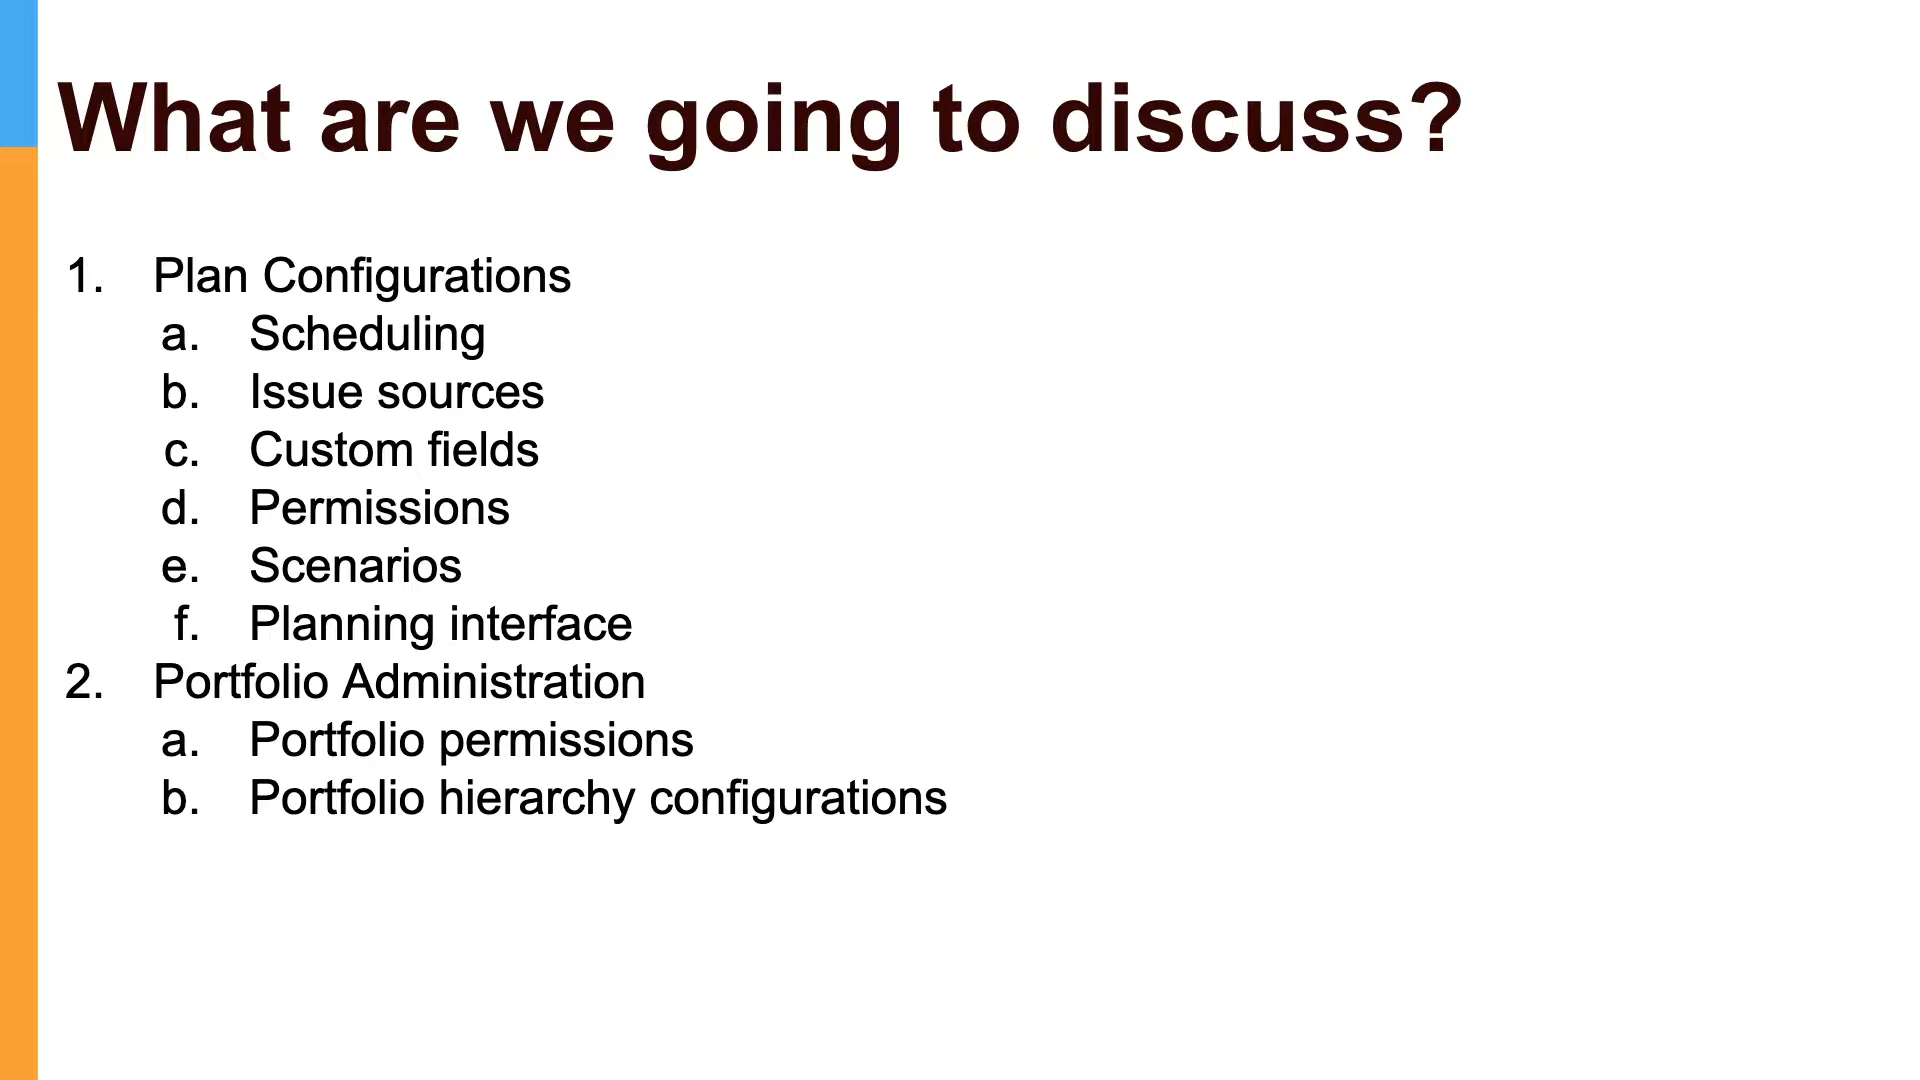 What are we going to discuss?
1. Plan Configurations
a. Scheduling
b. Issue sources
c. Custom fields
d. Permissions
e. Scenarios
f. Planning interface
2. Portfolio Administration
a. Portfolio permissions
b. Portfolio hierarchy configurations